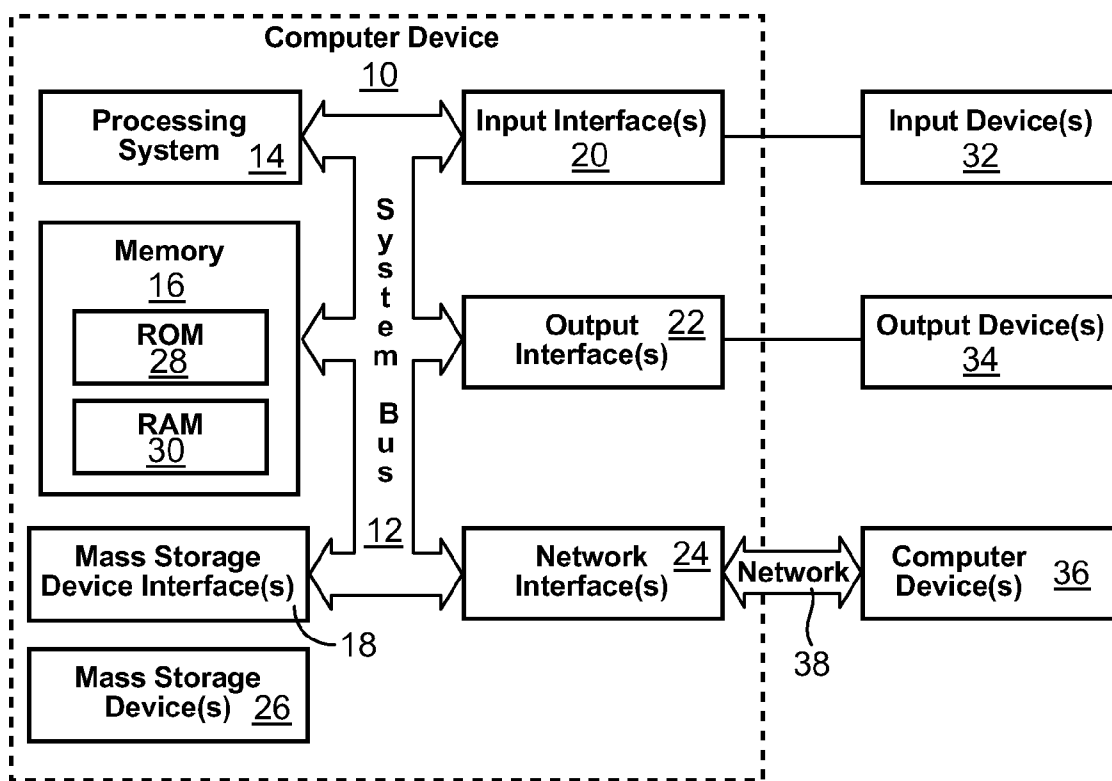 Computer Device
10
Processing
System 14
Input Interface(s)
20
Input Device(s)
32
System Bus
12
Memory
16
ROM
28
RAM
30
Output 22
Interface(s)
Output Device(s)
34
Mass Storage
Device Interface(s)
18
Network 24
Interface(s)
Network
38
Computer
Device(s) 36
Mass Storage
Device(s) 26